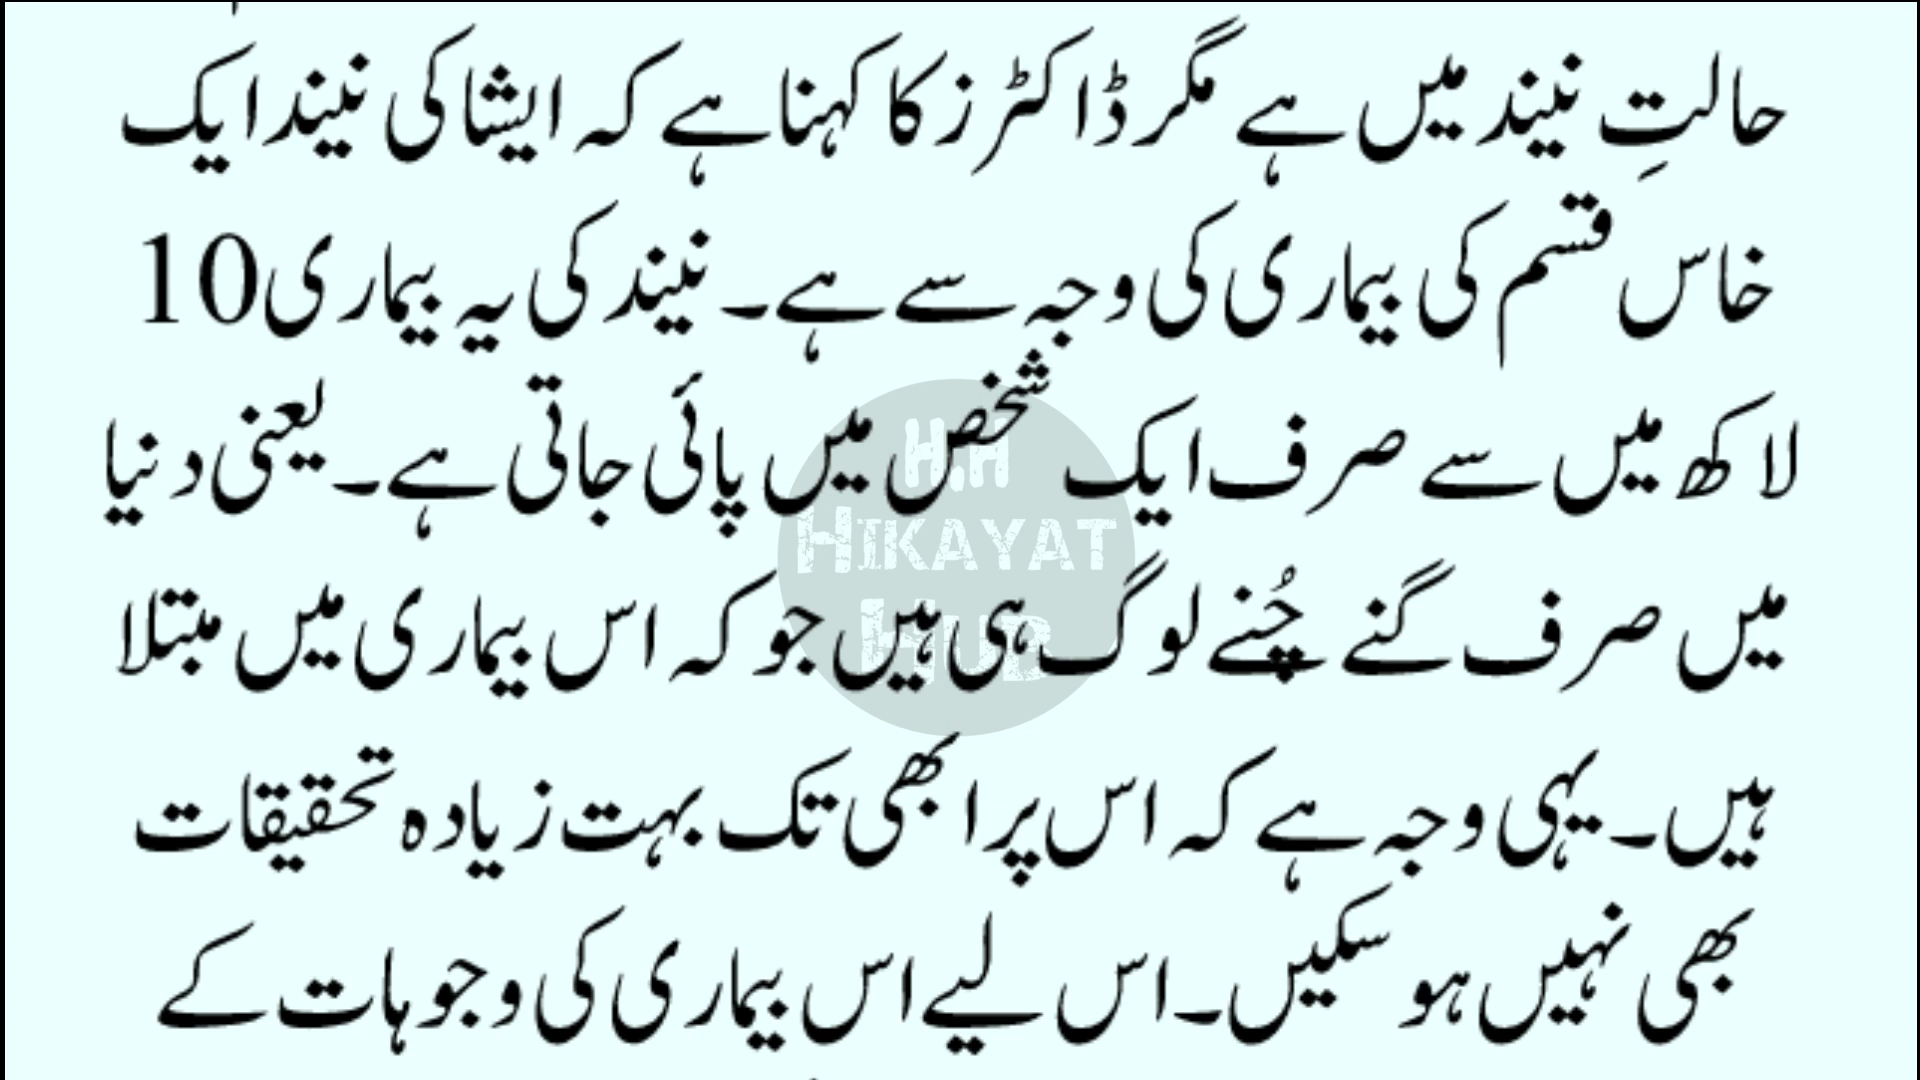 حالتِ نیند میں ہے مگر ڈاکٹرز کا کہنا ہے کہ ایشا کی نیند ایک
خاس قسم کی بیماری کی وجہ سے ہے۔ نیند کی یہ بیماری 10
لاکھ میں سے صرف ایک شخص میں پائی جاتی ہے۔ یعنی دنیا
میں صرف گنے چُنے لوگ ہی ہیں جو کہ اس بیماری میں مبتلا
ہیں۔ یہی وجہ ہے کہ اس پر ابھی تک بہت زیادہ تحقیقات
بھی نہیں ہو سکیں۔ اس لیے اس بیماری کی وجوہات کے
H.H
HIKAYAT
HUB